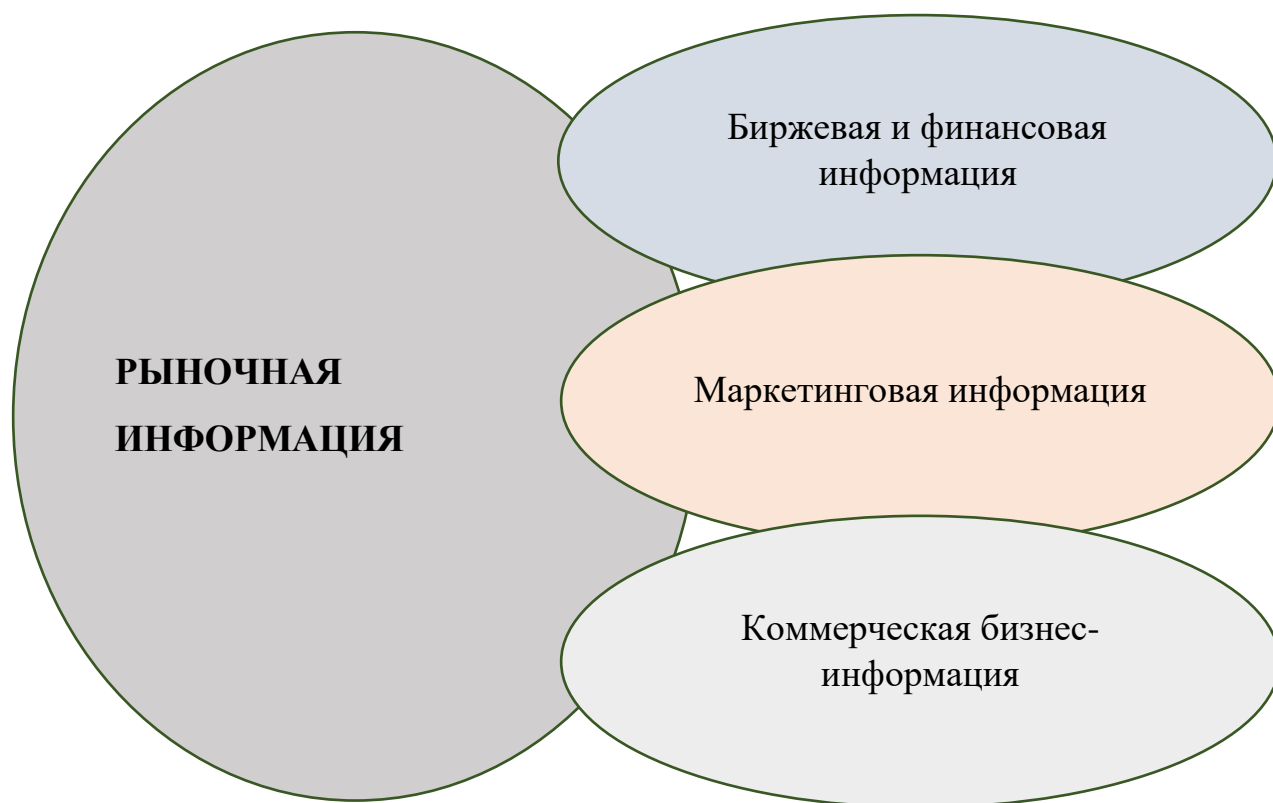 Биржевая и финансовая
информация
РЫНОЧНАЯ
ИНФОРМАЦИЯ
Маркетинговая информация
Коммерческая бизнес-
информация